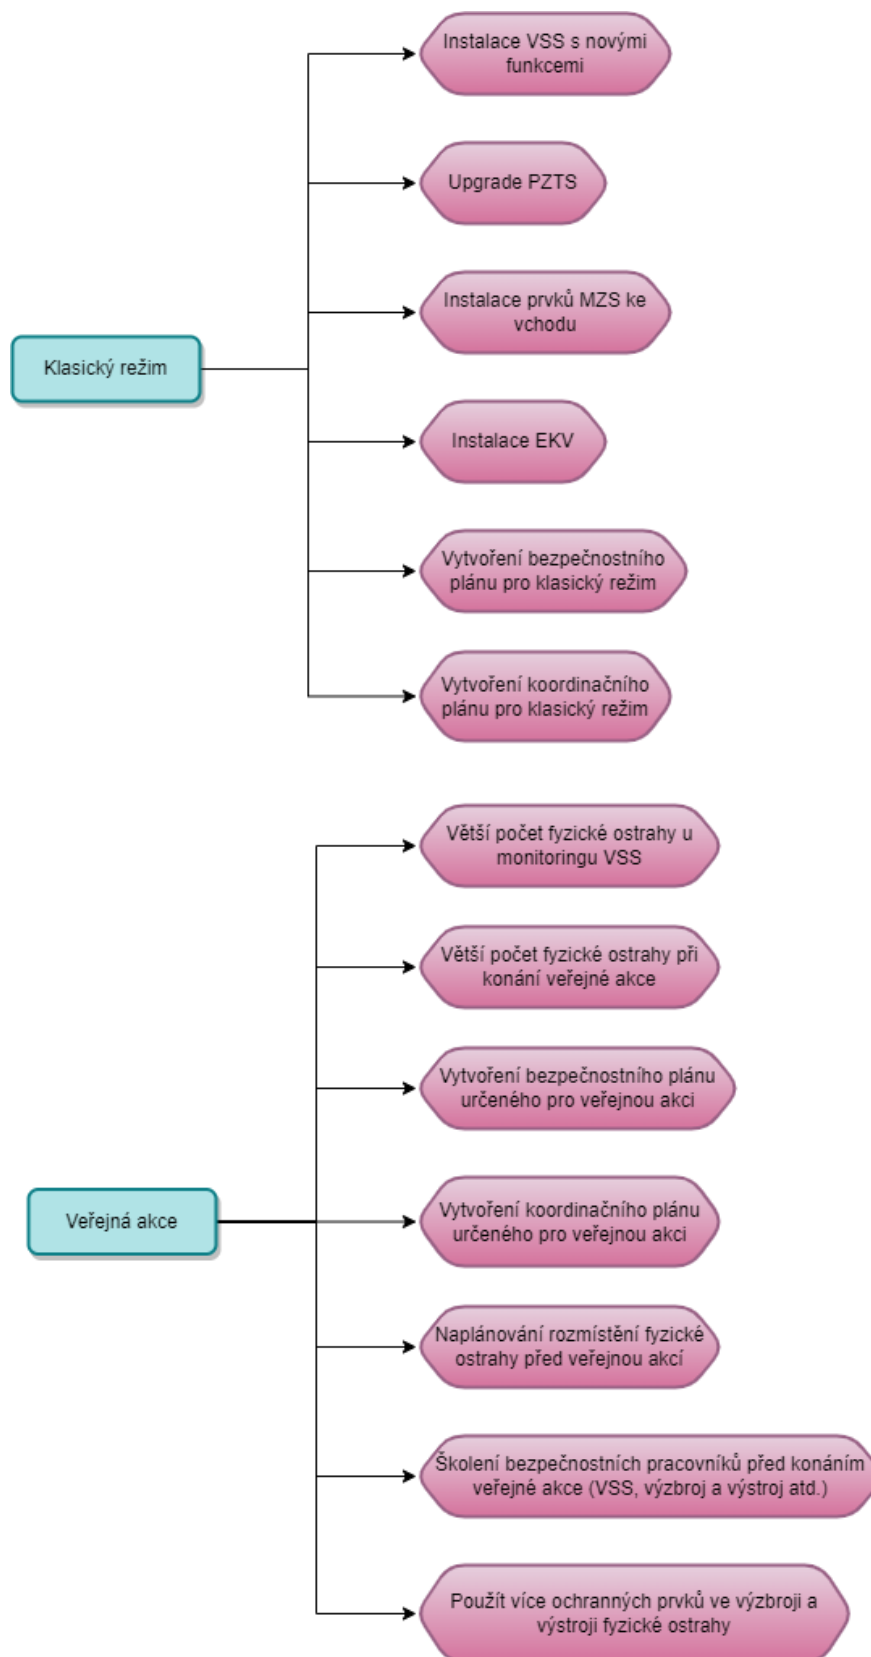 Instalace VSS s novými
funkcemi
Upgrade PZTS
Instalace prvků MZS ke
vchodu
Klasický režim
Instalace EKV
Vytvoření bezpečnostního
plánu pro klasický režim
Vytvoření koordinačního
plánu pro klasický režim
Větší počet fyzické ostrahy u
monitoringu VSS
Větší počet fyzické ostrahy při
konání veřejné akce
Vytvoření bezpečnostního plánu
určeného pro veřejnou akci
Veřejná akce
Vytvoření koordinačního plánu
určeného pro veřejnou akci
Naplánování rozmístění fyzické
ostrahy před veřejnou akcí
Školení bezpečnostních pracovníků před konáním
veřejné akce (VSS, výzbroj a výstroj atd.)
Použít více ochranných prvků ve výzbroji a
výstroji fyzické ostrahy